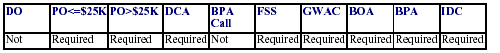 DO PO<=$25K PO>$25K DCA BPA Call FSS GWAC BOA BPA IDC
Not Required Required Required Not Required Required Required Required Required